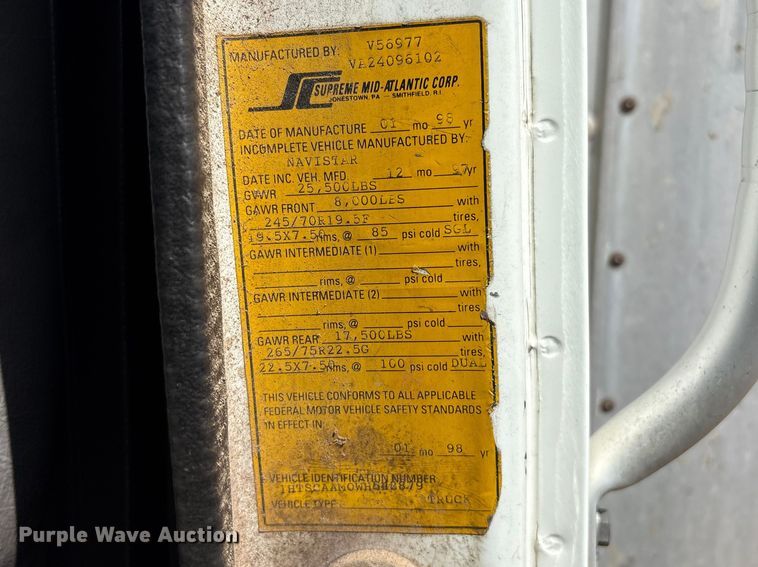 V56977
MANUFACTURED BY: VA24096102
SUPREME MID-ATLANTIC CORP.
JONESTOWN, PA — SMITHFIELD, R.I.
DATE OF MANUFACTURE 01 mo 98 yr
INCOMPLETE VEHICLE MANUFACTURED BY:
NAVISTAR
DATE INC. VEH. MFD. 12 mo 97 yr
GVWR 25,500LBS
GAWR FRONT 8,000LBS with
245/70R19.5F tires,
19.5X7.50 rims, @ 85 psi cold SGL
GAWR INTERMEDIATE (1) with
tires,
rims, @ psi cold
GAWR INTERMEDIATE (2) with
tires,
rims, @ psi cold
GAWR REAR 17,500LBS with
265/75R22.5G tires,
22.5X7.50 rims, @ 100 psi cold DUAL
THIS VEHICLE CONFORMS TO ALL APPLICABLE
FEDERAL MOTOR VEHICLE SAFETY STANDARDS
IN EFFECT IN:
01 mo 98 yr
VEHICLE IDENTIFICATION NUMBER
VEHICLE TYPE TRUCK
Purple Wave Auction®